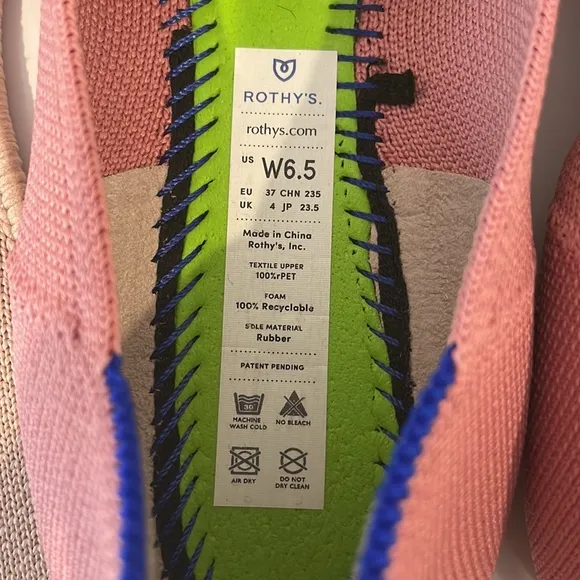 ROTHY'S.
rothys.com
US W6.5
EU 37 CHN 235
UK 4 JP 23.5
Made in China
Rothy's, Inc.
TEXTILE UPPER
100%rPET
FOAM
100% Recyclable
SOLE MATERIAL
Rubber
PATENT PENDING
30
MACHINE WASH COLD
NO BLEACH
AIR DRY
DO NOT DRY CLEAN